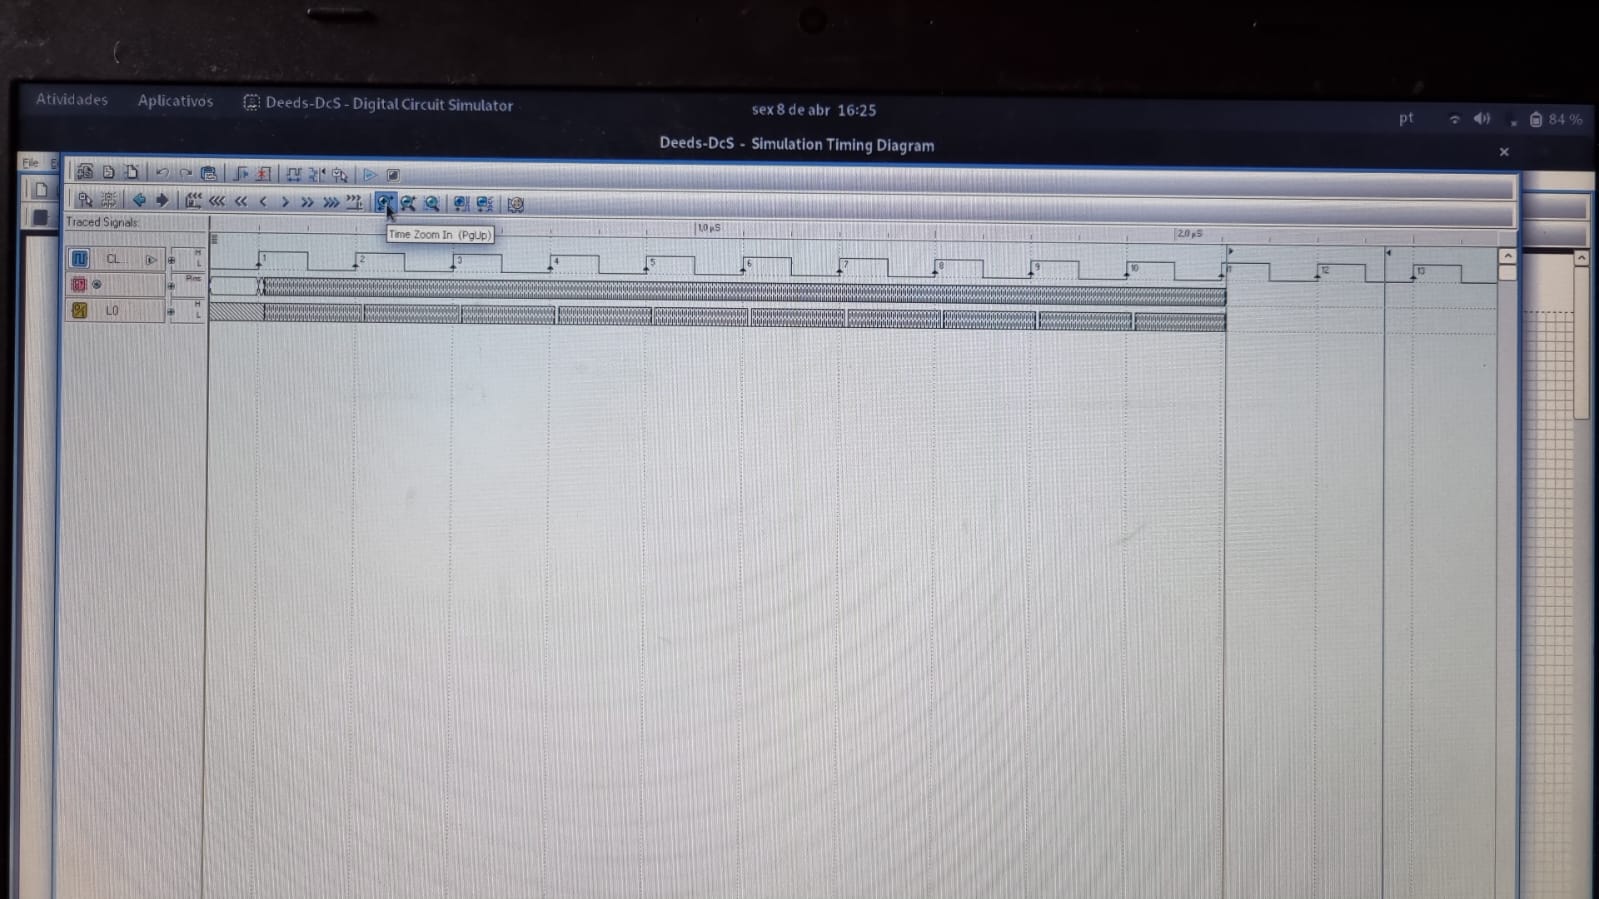 Atividades Aplicativos Deeds-DcS - Digital Circuit Simulator sex 8 de abr 16:25 pt 84 %
Deeds-DcS - Simulation Timing Diagram
File
Traced Signals:
Time Zoom In (PgUp)
1,0 µS 2,0 µS
CL H L 1 2 3 4 5 6 7 8 9 10 11 12 13
LO H L